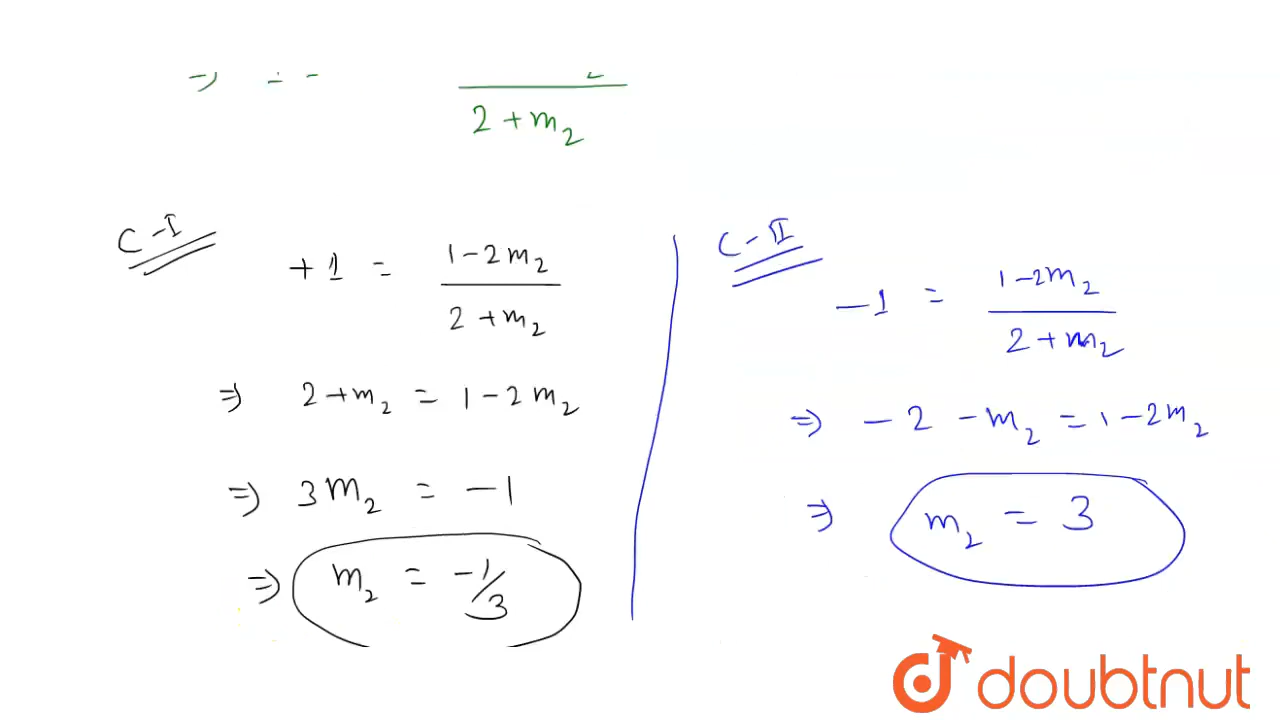 ⇒
2 + m₂
C-I
+1 = (1-2m₂)/(2+m₂)
⇒ 2+m₂ = 1-2m₂
⇒ 3m₂ = -1
⇒ m₂ = -1/3
C-II
-1 = (1-2m₂)/(2+m₂)
⇒ -2 -m₂ = 1-2m₂
⇒ m₂ = 3
doubtnut